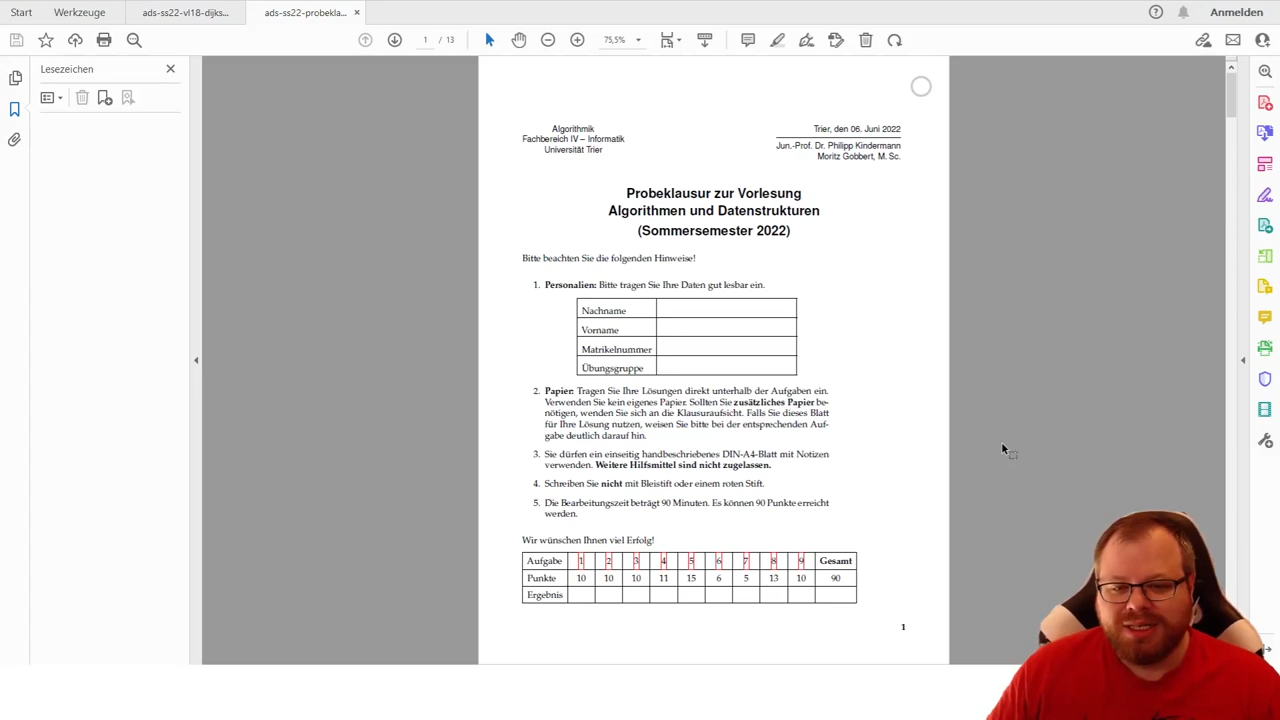 Start
Werkzeuge
ads-ss22-vl18-dijks...
ads-ss22-probekla...
Anmelden
1 / 13
75,5%
Lesezeichen
Algorithmik
Fachbereich IV – Informatik
Universität Trier
Trier, den 06. Juni 2022
Jun.-Prof. Dr. Philipp Kindermann
Moritz Gobbert, M. Sc.
Probeklausur zur Vorlesung
Algorithmen und Datenstrukturen
(Sommersemester 2022)
Bitte beachten Sie die folgenden Hinweise!
1. Personalien: Bitte tragen Sie Ihre Daten gut lesbar ein.
Nachname
Vorname
Matrikelnummer
Übungsgruppe
2. Papier: Tragen Sie Ihre Lösungen direkt unterhalb der Aufgaben ein.
Verwenden Sie kein eigenes Papier. Sollten Sie zusätzliches Papier be-
nötigen, wenden Sie sich an die Klausuraufsicht. Falls Sie dieses Blatt
für Ihre Lösung nutzen, weisen Sie bitte bei der entsprechenden Auf-
gabe deutlich darauf hin.
3. Sie dürfen ein einseitig handbeschriebenes DIN-A4-Blatt mit Notizen
verwenden. Weitere Hilfsmittel sind nicht zugelassen.
4. Schreiben Sie nicht mit Bleistift oder einem roten Stift.
5. Die Bearbeitungszeit beträgt 90 Minuten. Es können 90 Punkte erreicht
werden.
Wir wünschen Ihnen viel Erfolg!
Aufgabe 1 2 3 4 5 6 7 8 9 Gesamt
Punkte 10 10 10 11 15 6 5 13 10 90
Ergebnis
1